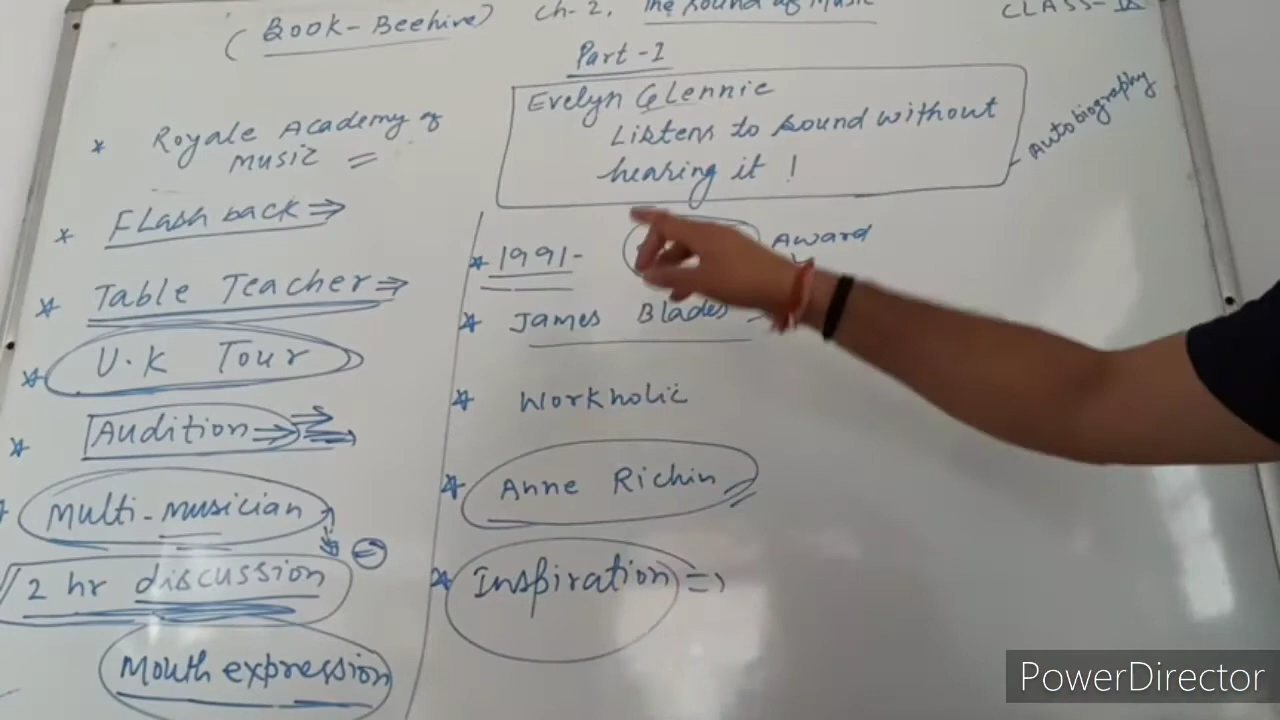 (Book-Beehive) Ch-2. The Sound of Music CLASS-IX
Part-I
Evelyn Glennie
Listens to sound without
hearing it !
Autobiography
* Royale Academy of
music =
* Flash back ⇒
* Table Teacher ⇒
* U.K Tour
* Audition ⇒
* Multi-musician
2 hr discussion
Mouth expression
* 1991-
Award
* James Blades
* Workholic
* Anne Richin
* Inspiration ⇒
PowerDirector